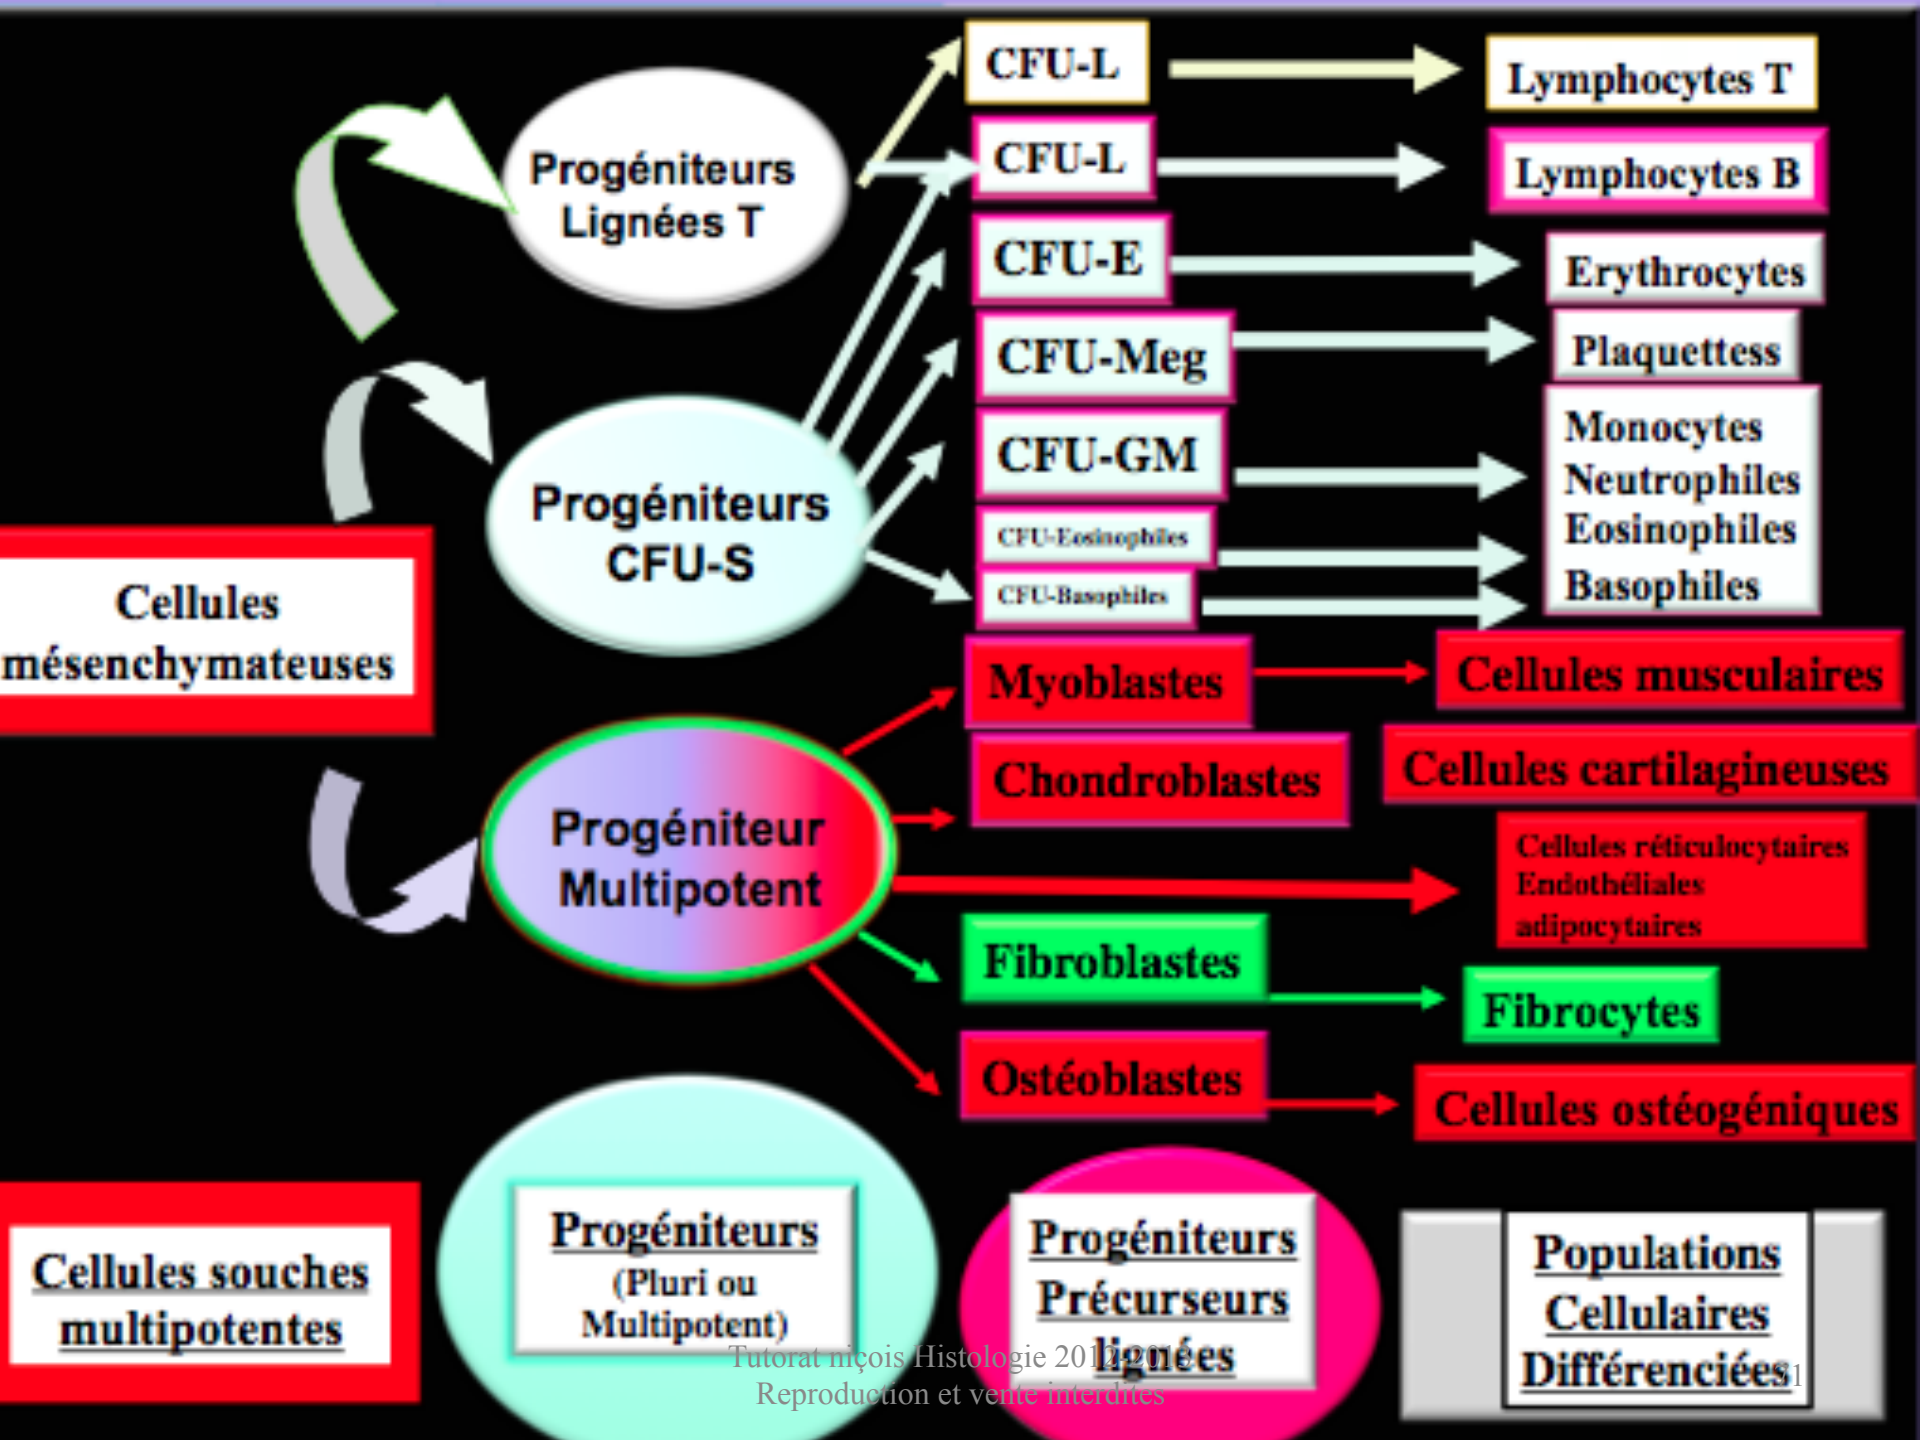 CFU-L
Lymphocytes T
Progéniteurs
Lignées T
CFU-L
Lymphocytes B
CFU-E
Erythrocytes
CFU-Meg
Plaquettess
CFU-GM
Monocytes
Neutrophiles
Eosinophiles
Basophiles
Progéniteurs
CFU-S
CFU-Eosinophiles
CFU-Basophiles
Cellules
mésenchymateuses
Myoblastes
Cellules musculaires
Chondroblastes
Cellules cartilagineuses
Progéniteur
Multipotent
Cellules réticulocytaires
Endothéliales
adipocytaires
Fibroblastes
Fibrocytes
Ostéoblastes
Cellules ostéogéniques
Cellules souches
multipotentes
Progéniteurs
(Pluri ou
Multipotent)
Progéniteurs
Précurseurs
lignées
Populations
Cellulaires
Différenciées
Tutorat niçois Histologie 2012-2013
Reproduction et vente interdites